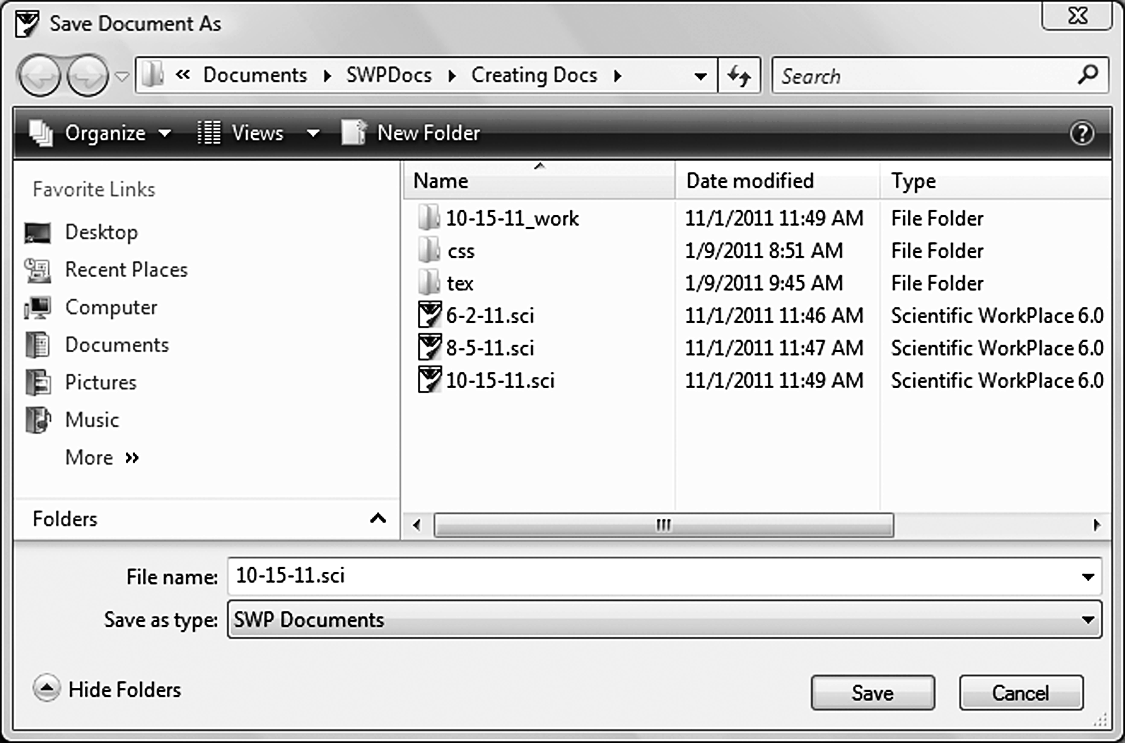 Save Document As
« Documents SWPDocs Creating Docs Search
Organize Views New Folder ?
Favorite Links
Desktop
Recent Places
Computer
Documents
Pictures
Music
More »
Folders
Name Date modified Type
10-15-11_work 11/1/2011 11:49 AM File Folder
css 1/9/2011 8:51 AM File Folder
tex 1/9/2011 9:45 AM File Folder
6-2-11.sci 11/1/2011 11:46 AM Scientific WorkPlace 6.0
8-5-11.sci 11/1/2011 11:47 AM Scientific WorkPlace 6.0
10-15-11.sci 11/1/2011 11:49 AM Scientific WorkPlace 6.0
File name: 10-15-11.sci
Save as type: SWP Documents
Hide Folders Save Cancel